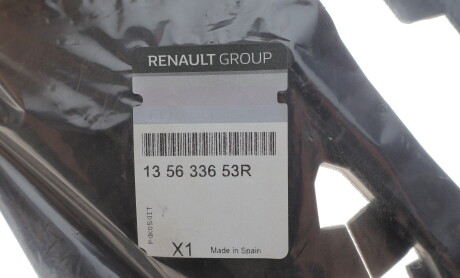 RENAULT GROUP
13 56 336 53R
X1
Made in Spain